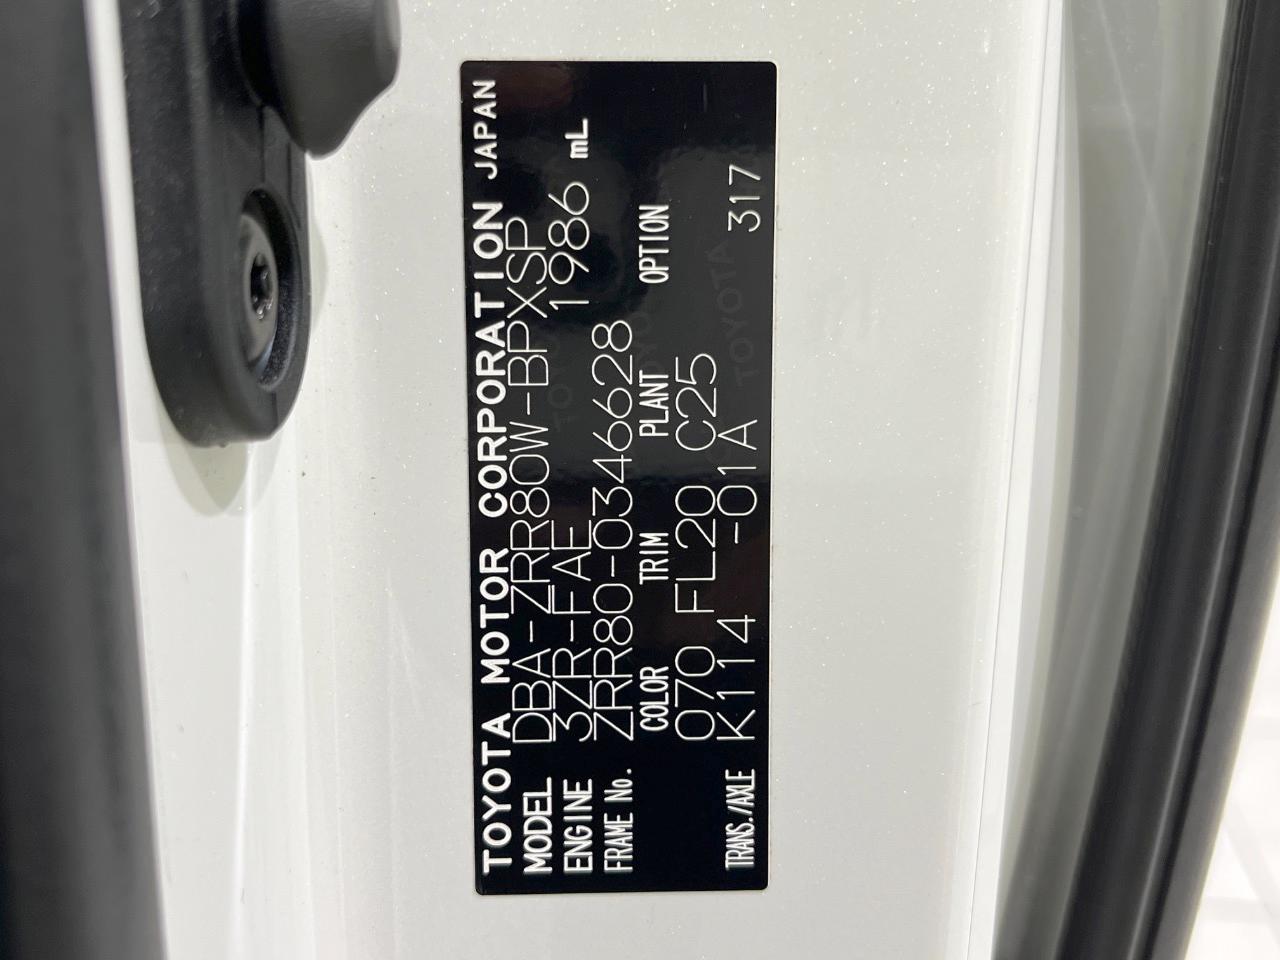 TOYOTA MOTOR CORPORATION JAPAN
MODEL DBA-ZRR80W-BPXSP
ENGINE 3ZR-FAE 1986 mL
FRAME No. ZRR80-0346628
COLOR TRIM PLANT OPTION
070 FL20 C25
TRANS./AXLE K114 -01A 317